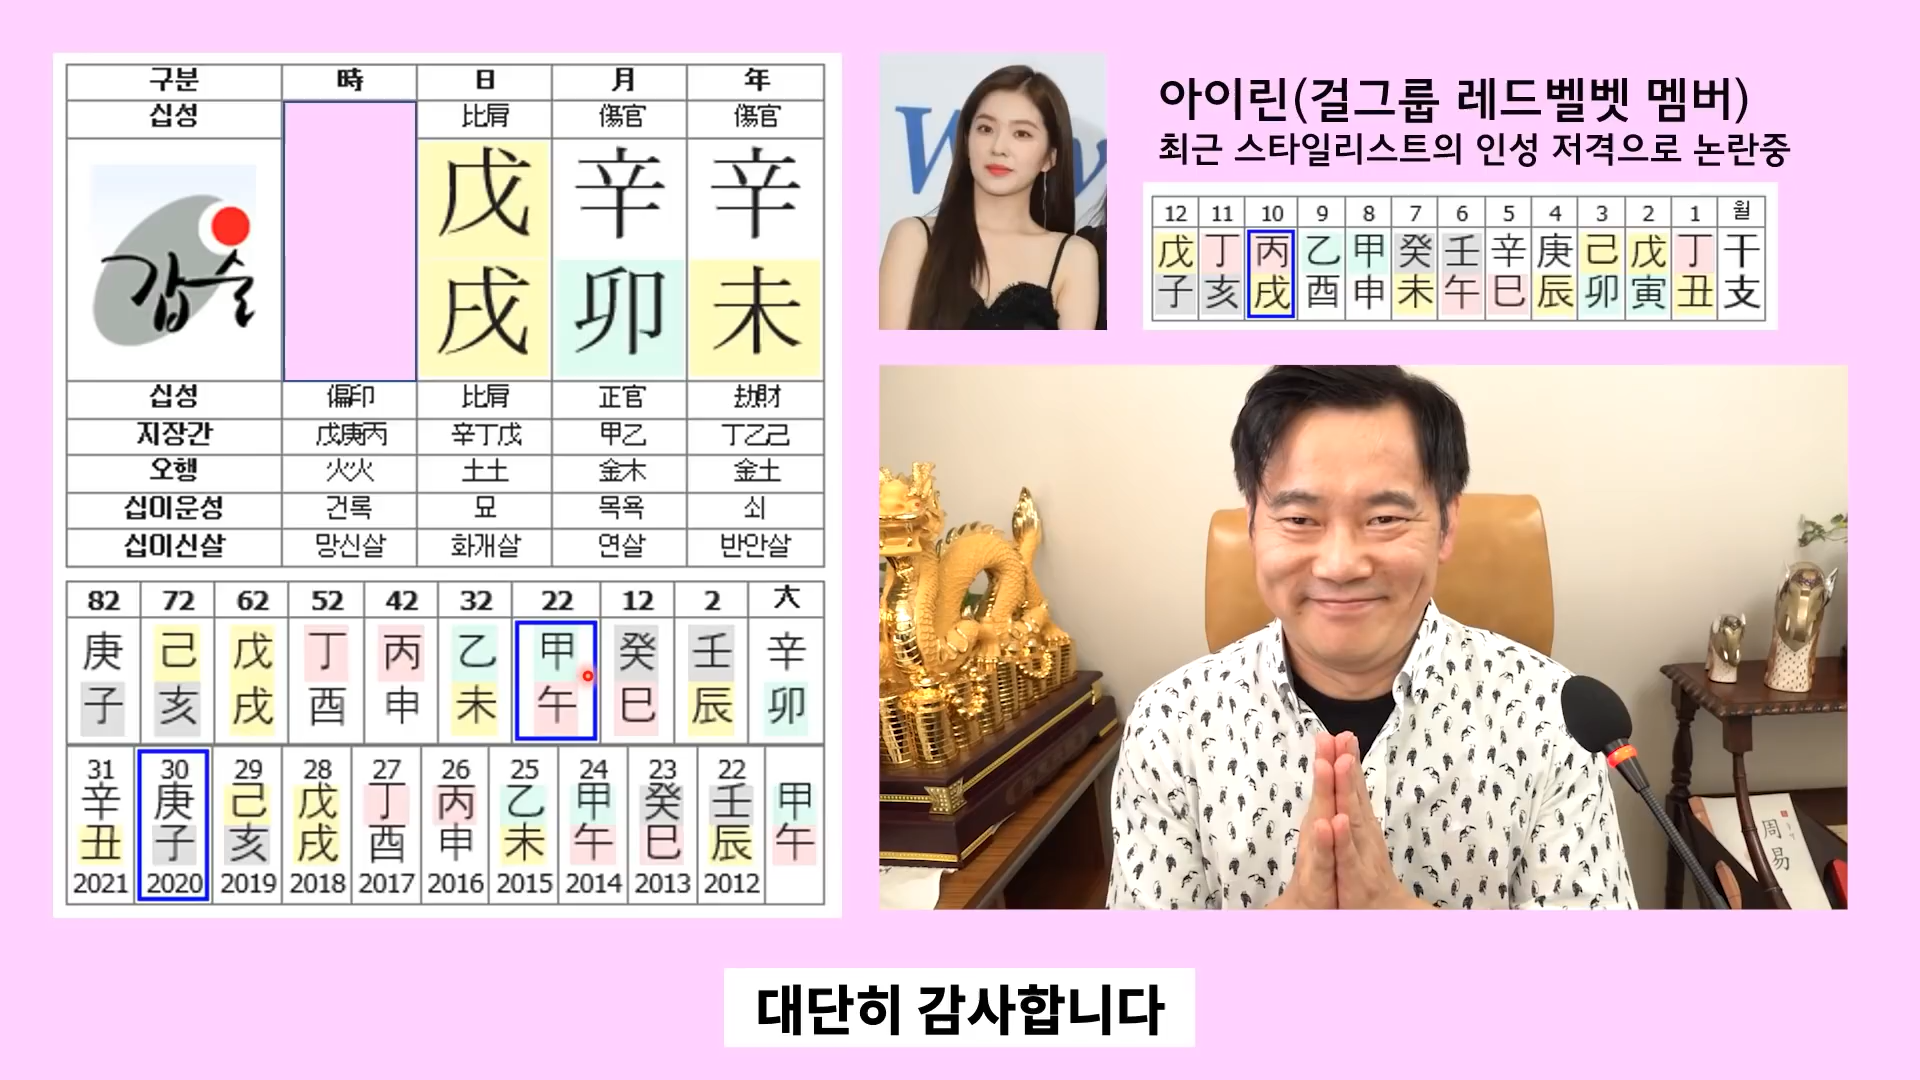 구분 時 日 月 年
십성 比肩 傷官 傷官
戊 辛 辛
갑술
戌 卯 未
십성 偏印 比肩 正官 劫財
지장간 戊庚丙 辛丁戊 甲乙 丁乙己
오행 火火 土土 金木 金土
십이운성 건록 묘 목욕 쇠
십이신살 망신살 화개살 연살 반안살
82 72 62 52 42 32 22 12 2 大
庚 己 戊 丁 丙 乙 甲 癸 壬 辛
子 亥 戌 酉 申 未 午 巳 辰 卯
31 30 29 28 27 26 25 24 23 22
辛 庚 己 戊 丁 丙 乙 甲 癸 壬 甲
丑 子 亥 戌 酉 申 未 午 巳 辰 午
2021 2020 2019 2018 2017 2016 2015 2014 2013 2012
아이린(걸그룹 레드벨벳 멤버)
최근 스타일리스트의 인성 저격으로 논란중
12 11 10 9 8 7 6 5 4 3 2 1 월
戊 丁 丙 乙 甲 癸 壬 辛 庚 己 戊 丁 干
子 亥 戌 酉 申 未 午 巳 辰 卯 寅 丑 支
周易
대단히 감사합니다